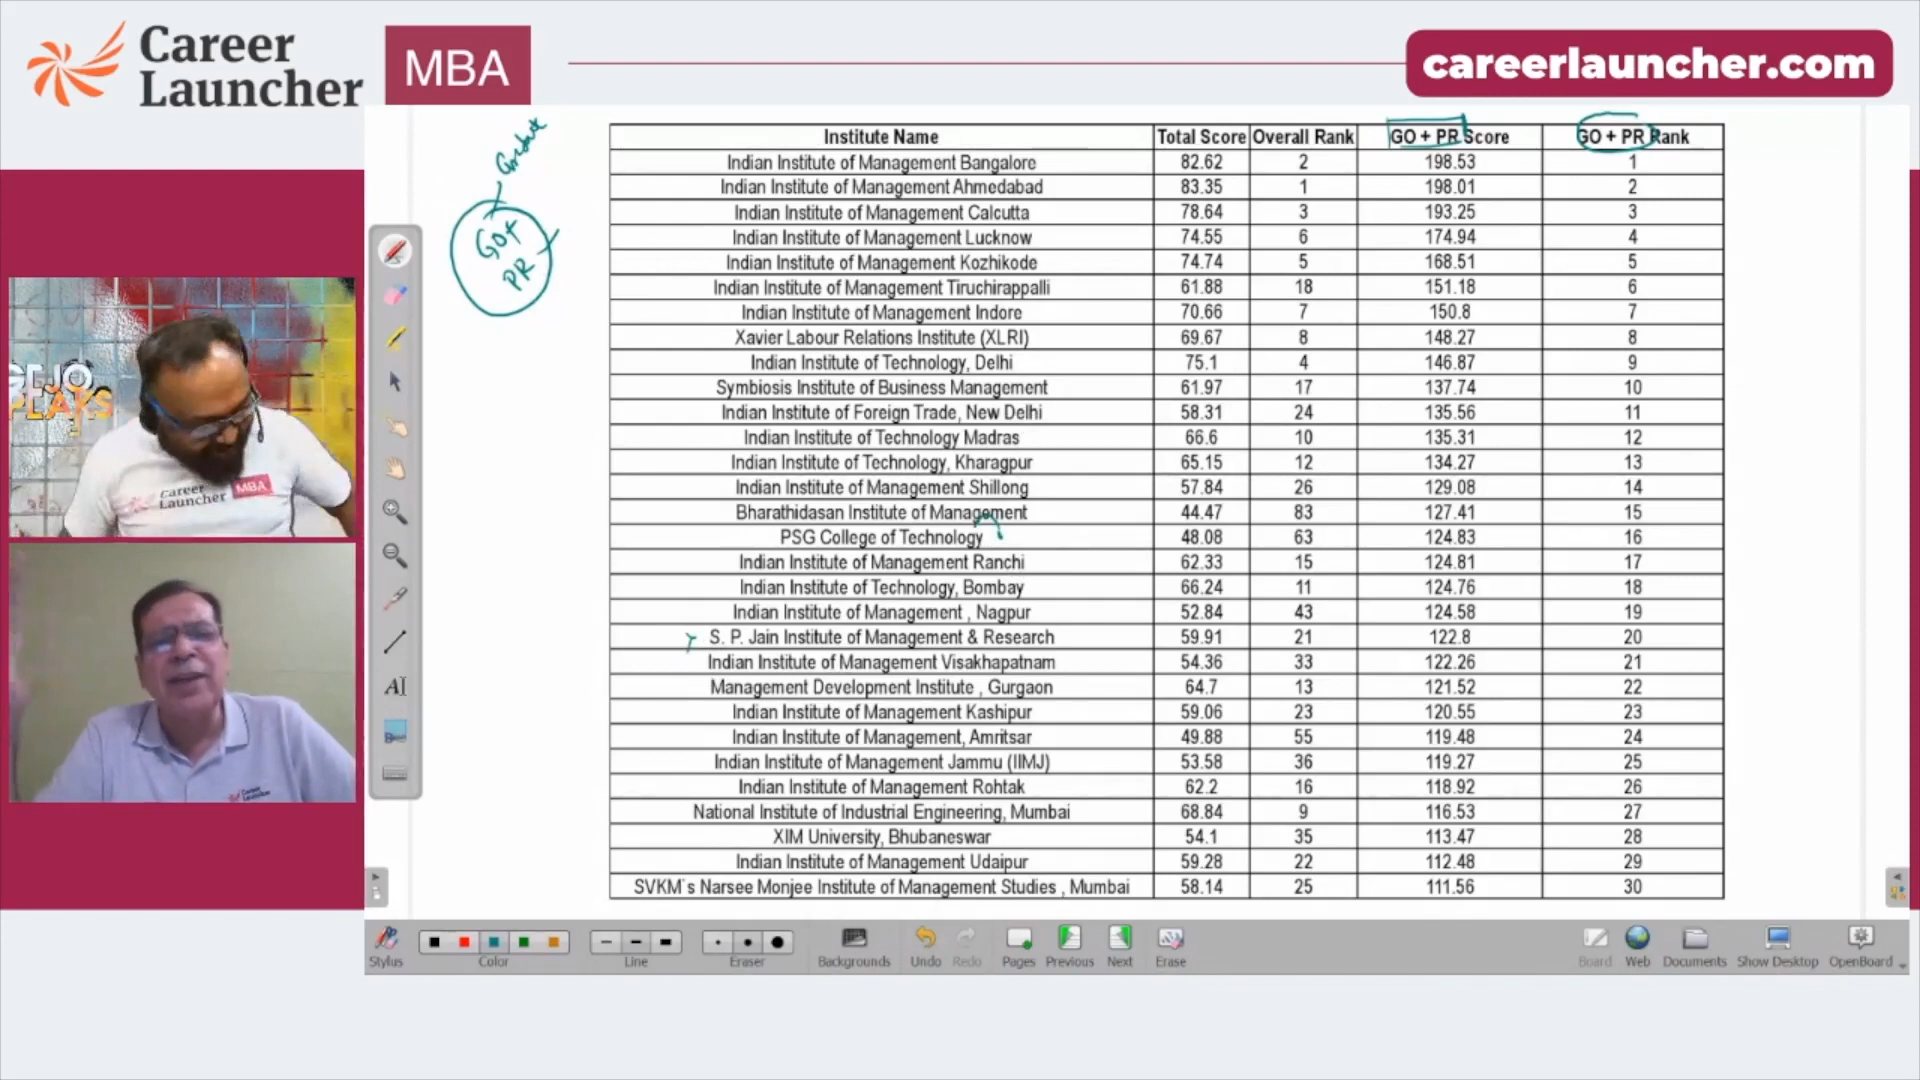 Career
Launcher
MBA
careerlauncher.com
GO+
PR
Institute Name Total Score Overall Rank GO + PR Score GO + PR Rank
Indian Institute of Management Bangalore 82.62 2 198.53 1
Indian Institute of Management Ahmedabad 83.35 1 198.01 2
Indian Institute of Management Calcutta 78.64 3 193.25 3
Indian Institute of Management Lucknow 74.55 6 174.94 4
Indian Institute of Management Kozhikode 74.74 5 168.51 5
Indian Institute of Management Tiruchirappalli 61.88 18 151.18 6
Indian Institute of Management Indore 70.66 7 150.8 7
Xavier Labour Relations Institute (XLRI) 69.67 8 148.27 8
Indian Institute of Technology, Delhi 75.1 4 146.87 9
Symbiosis Institute of Business Management 61.97 17 137.74 10
Indian Institute of Foreign Trade, New Delhi 58.31 24 135.56 11
Indian Institute of Technology Madras 66.6 10 135.31 12
Indian Institute of Technology, Kharagpur 65.15 12 134.27 13
Indian Institute of Management Shillong 57.84 26 129.08 14
Bharathidasan Institute of Management 44.47 83 127.41 15
PSG College of Technology 48.08 63 124.83 16
Indian Institute of Management Ranchi 62.33 15 124.81 17
Indian Institute of Technology, Bombay 66.24 11 124.76 18
Indian Institute of Management , Nagpur 52.84 43 124.58 19
S. P. Jain Institute of Management & Research 59.91 21 122.8 20
Indian Institute of Management Visakhapatnam 54.36 33 122.26 21
Management Development Institute , Gurgaon 64.7 13 121.52 22
Indian Institute of Management Kashipur 59.06 23 120.55 23
Indian Institute of Management, Amritsar 49.88 55 119.48 24
Indian Institute of Management Jammu (IIMJ) 53.58 36 119.27 25
Indian Institute of Management Rohtak 62.2 16 118.92 26
National Institute of Industrial Engineering, Mumbai 68.84 9 116.53 27
XIM University, Bhubaneswar 54.1 35 113.47 28
Indian Institute of Management Udaipur 59.28 22 112.48 29
SVKM`s Narsee Monjee Institute of Management Studies , Mumbai 58.14 25 111.56 30
GEJO
SPEAKS
Career
Launcher MBA
AI
Stylus Color Line Eraser Backgrounds Undo Redo Pages Previous Next Erase Board Web Documents Show Desktop OpenBoard